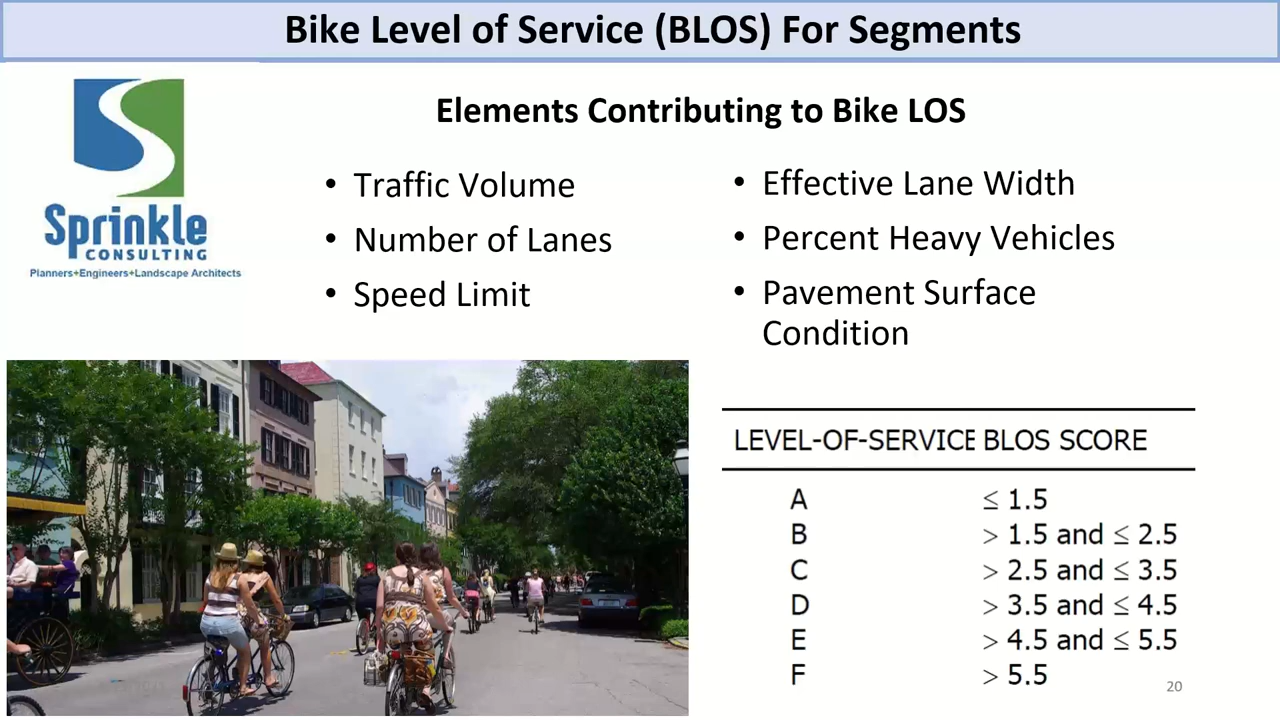 Bike Level of Service (BLOS) For Segments
Sprinkle
CONSULTING
Planners+Engineers+Landscape Architects
Elements Contributing to Bike LOS
• Traffic Volume
• Number of Lanes
• Speed Limit
• Effective Lane Width
• Percent Heavy Vehicles
• Pavement Surface
Condition
LEVEL-OF-SERVICE BLOS SCORE
A ≤ 1.5
B > 1.5 and ≤ 2.5
C > 2.5 and ≤ 3.5
D > 3.5 and ≤ 4.5
E > 4.5 and ≤ 5.5
F > 5.5
20